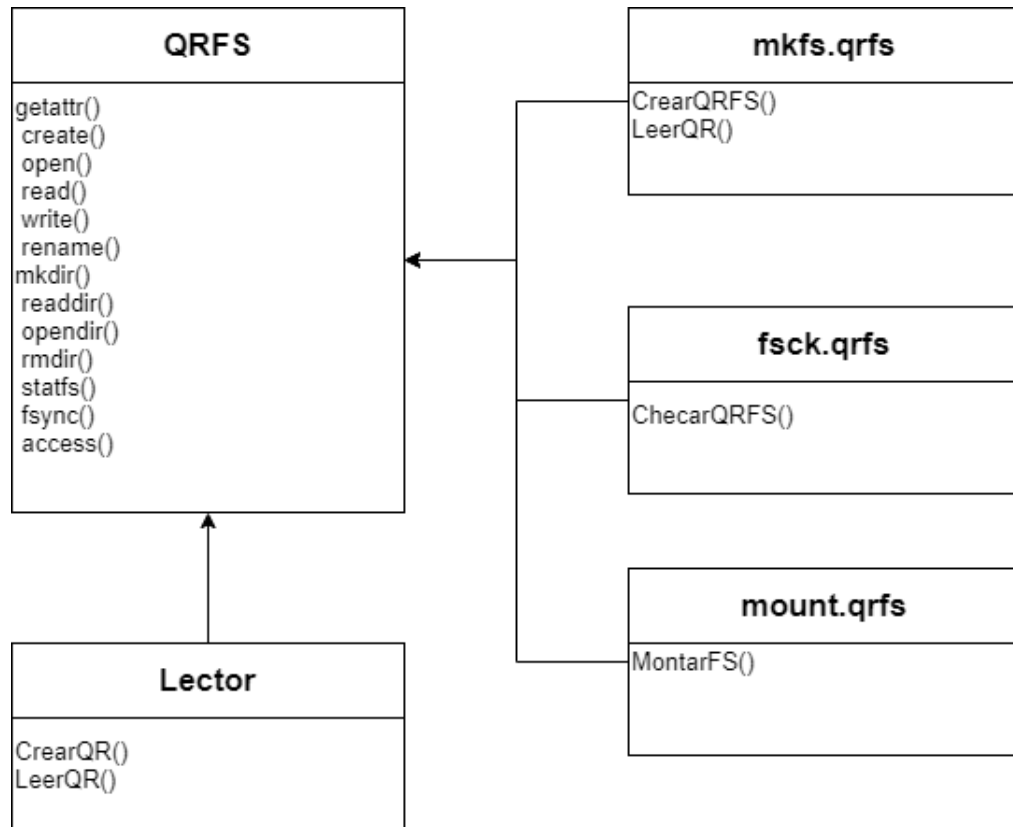 QRFS
getattr()
create()
open()
read()
write()
rename()
mkdir()
readdir()
opendir()
rmdir()
statfs()
fsync()
access()
mkfs.qrfs
CrearQRFS()
LeerQR()
fsck.qrfs
ChecarQRFS()
mount.qrfs
MontarFS()
Lector
CrearQR()
LeerQR()